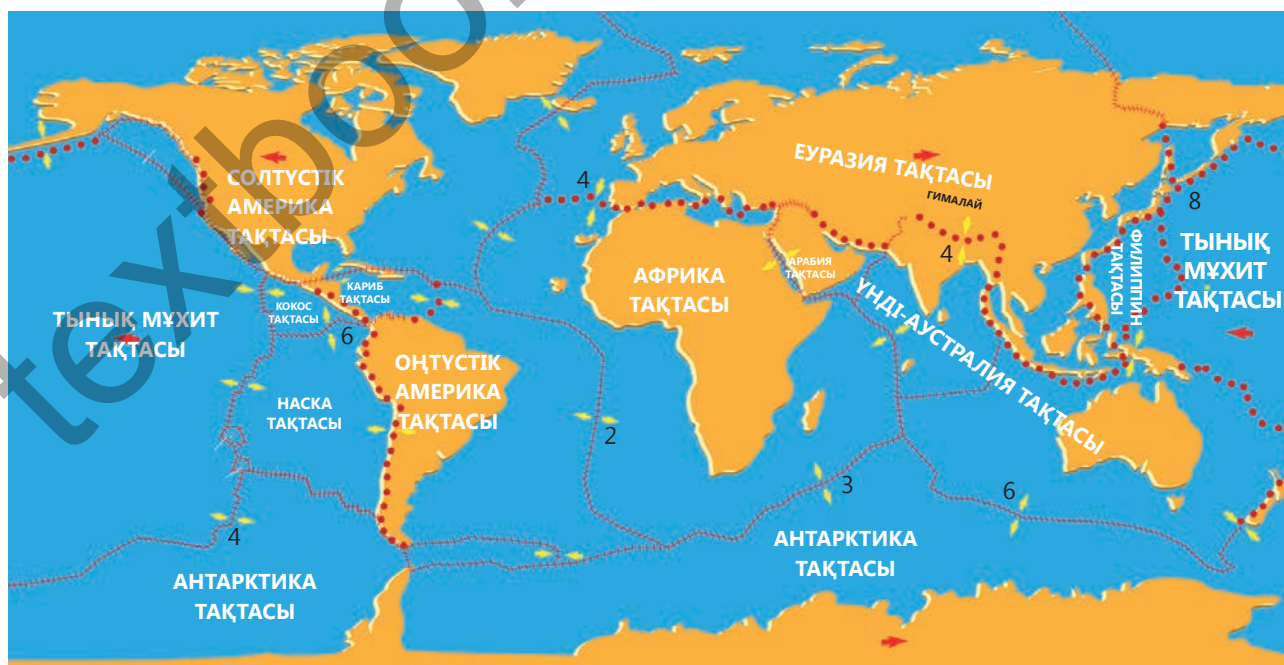 textboo
СОЛТҮСТІК
АМЕРИКА
ТАҚТАСЫ
ЕУРАЗИЯ ТАҚТАСЫ
ГИМАЛАЙ
4
4
8
ТЫНЫҚ
МҰХИТ
ТАҚТАСЫ
ФИЛИППИН
ТАҚТАСЫ
АРАБИЯ
ТАҚТАСЫ
АФРИКА
ТАҚТАСЫ
ҮНДІ-АУСТРАЛИЯ ТАҚТАСЫ
КАРИБ
ТАҚТАСЫ
КОКОС
ТАҚТАСЫ
ТЫНЫҚ МҰХИТ
ТАҚТАСЫ
6
ОҢТҮСТІК
АМЕРИКА
ТАҚТАСЫ
НАСКА
ТАҚТАСЫ
2
3
6
4
АНТАРКТИКА
ТАҚТАСЫ
АНТАРКТИКА
ТАҚТАСЫ